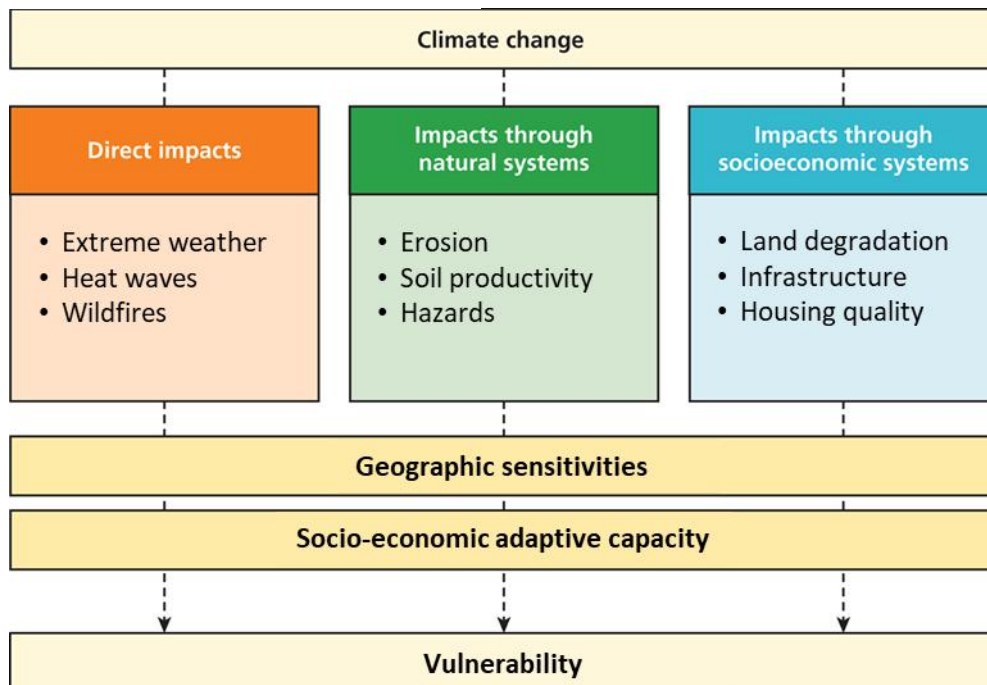 Climate change
Direct impacts
• Extreme weather
• Heat waves
• Wildfires
Impacts through
natural systems
• Erosion
• Soil productivity
• Hazards
Impacts through
socioeconomic systems
• Land degradation
• Infrastructure
• Housing quality
Geographic sensitivities
Socio-economic adaptive capacity
Vulnerability